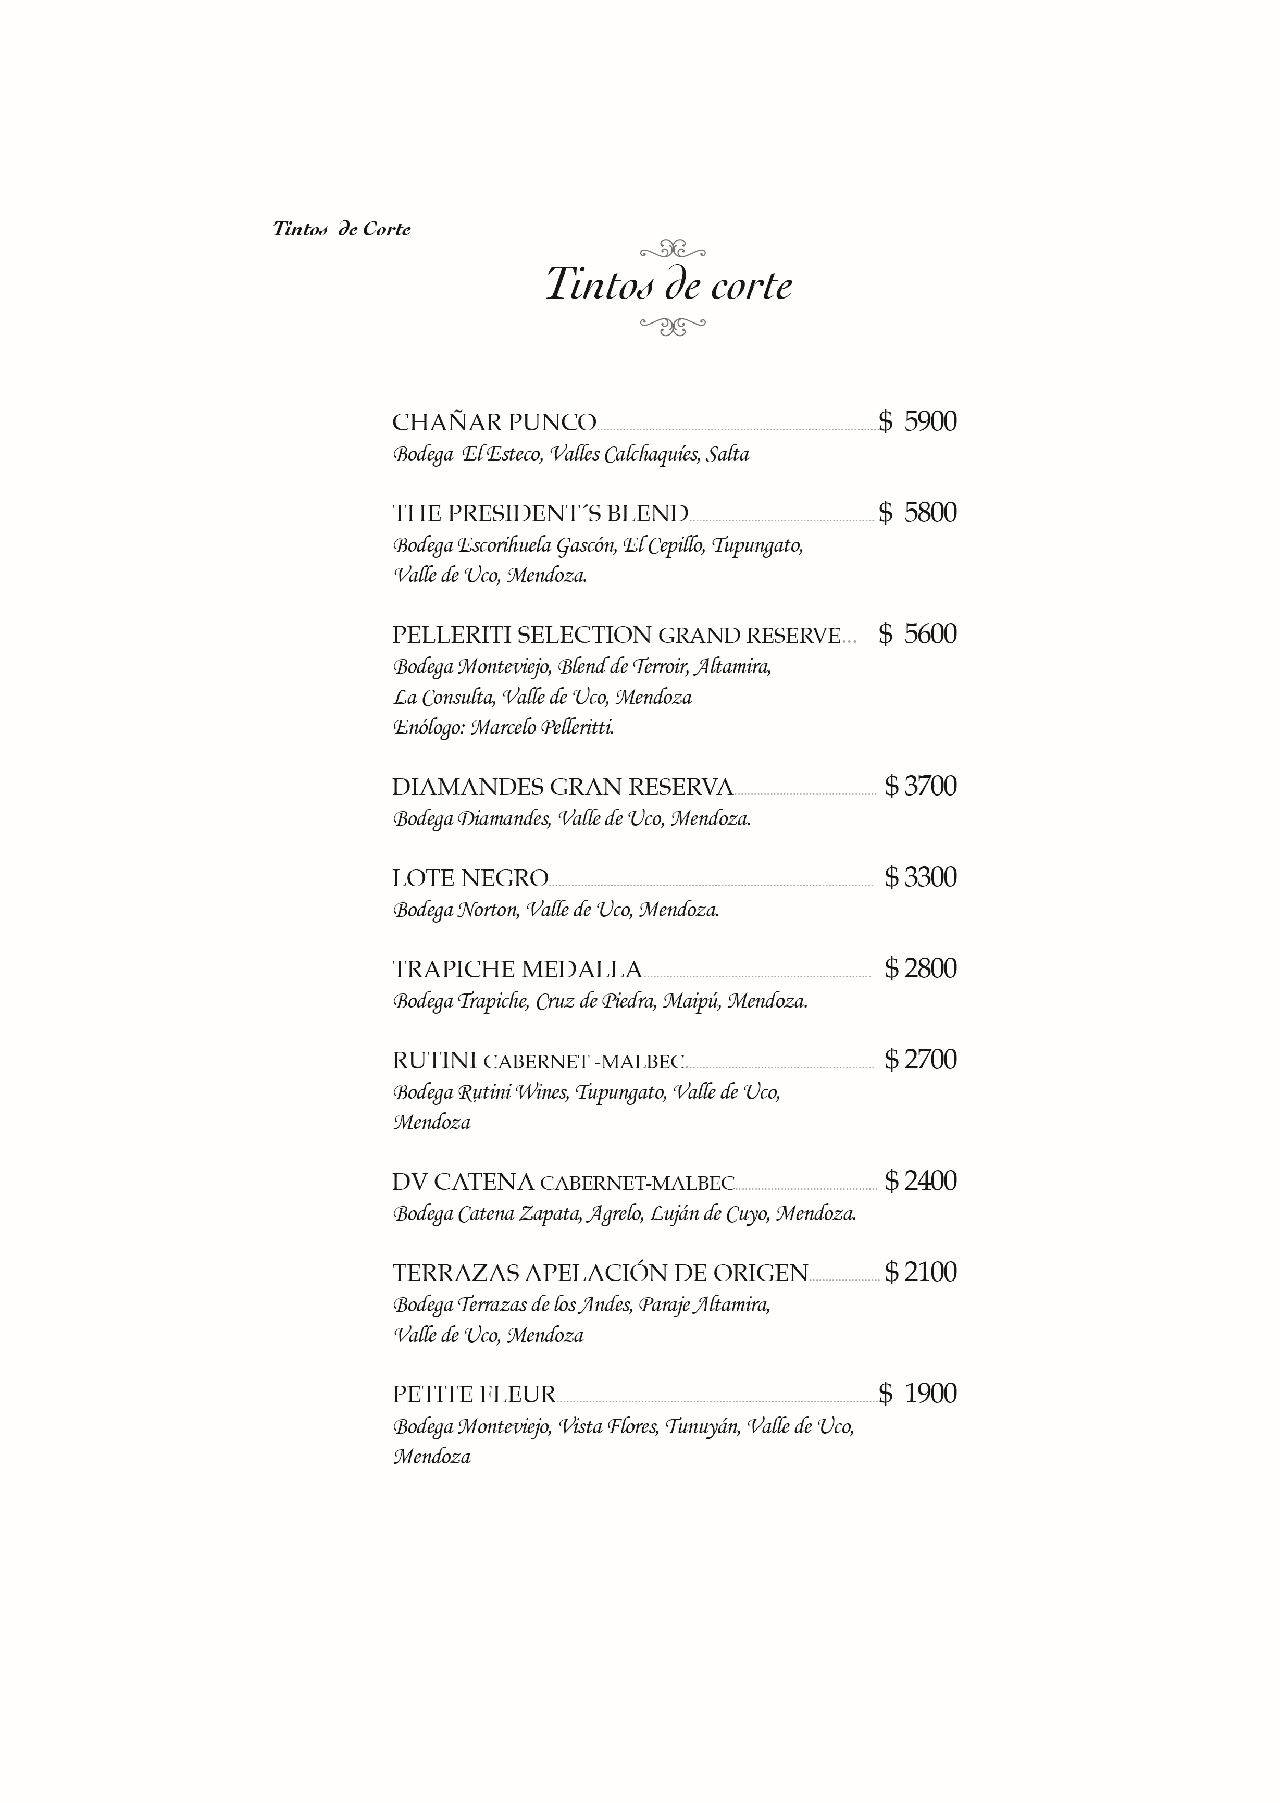 Tintos de Corte
Tintos de corte
CHAÑAR PUNCO $ 5900
Bodega El Esteco, Valles Calchaquíes, Salta
THE PRESIDENT´S BLEND $ 5800
Bodega Escorihuela Gascón, El Cepillo, Tupungato,
Valle de Uco, Mendoza.
PELLERITI SELECTION GRAND RESERVE... $ 5600
Bodega Monteviejo, Blend de Terroir, Altamira,
La Consulta, Valle de Uco, Mendoza
Enólogo: Marcelo Pelleritti.
DIAMANDES GRAN RESERVA $ 3700
Bodega Diamandes, Valle de Uco, Mendoza.
LOTE NEGRO $ 3300
Bodega Norton, Valle de Uco, Mendoza.
TRAPICHE MEDALLA $ 2800
Bodega Trapiche, Cruz de Piedra, Maipú, Mendoza.
RUTINI CABERNET -MALBEC $ 2700
Bodega Rutini Wines, Tupungato, Valle de Uco,
Mendoza
DV CATENA CABERNET-MALBEC $ 2400
Bodega Catena Zapata, Agrelo, Luján de Cuyo, Mendoza.
TERRAZAS APELACIÓN DE ORIGEN $ 2100
Bodega Terrazas de los Andes, Paraje Altamira,
Valle de Uco, Mendoza
PETITE FLEUR $ 1900
Bodega Monteviejo, Vista Flores, Tunuyán, Valle de Uco,
Mendoza